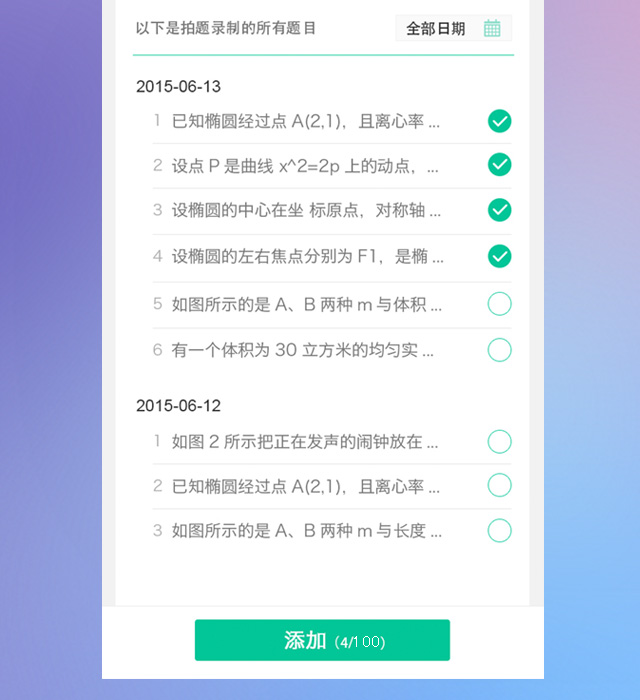 以下是拍题录制的所有题目
全部日期
2015-06-13
1 已知椭圆经过点 A(2,1)，且离心率 ...
2 设点 P 是曲线 x^2=2p 上的动点，...
3 设椭圆的中心在坐 标原点，对称轴 ...
4 设椭圆的左右焦点分别为 F1，是椭 ...
5 如图所示的是 A、B 两种 m 与体积 ...
6 有一个体积为 30 立方米的均匀实 ...
2015-06-12
1 如图 2 所示把正在发声的闹钟放在 ...
2 已知椭圆经过点 A(2,1)，且离心率 ...
3 如图所示的是 A、B 两种 m 与长度 ...
添加（4/100)